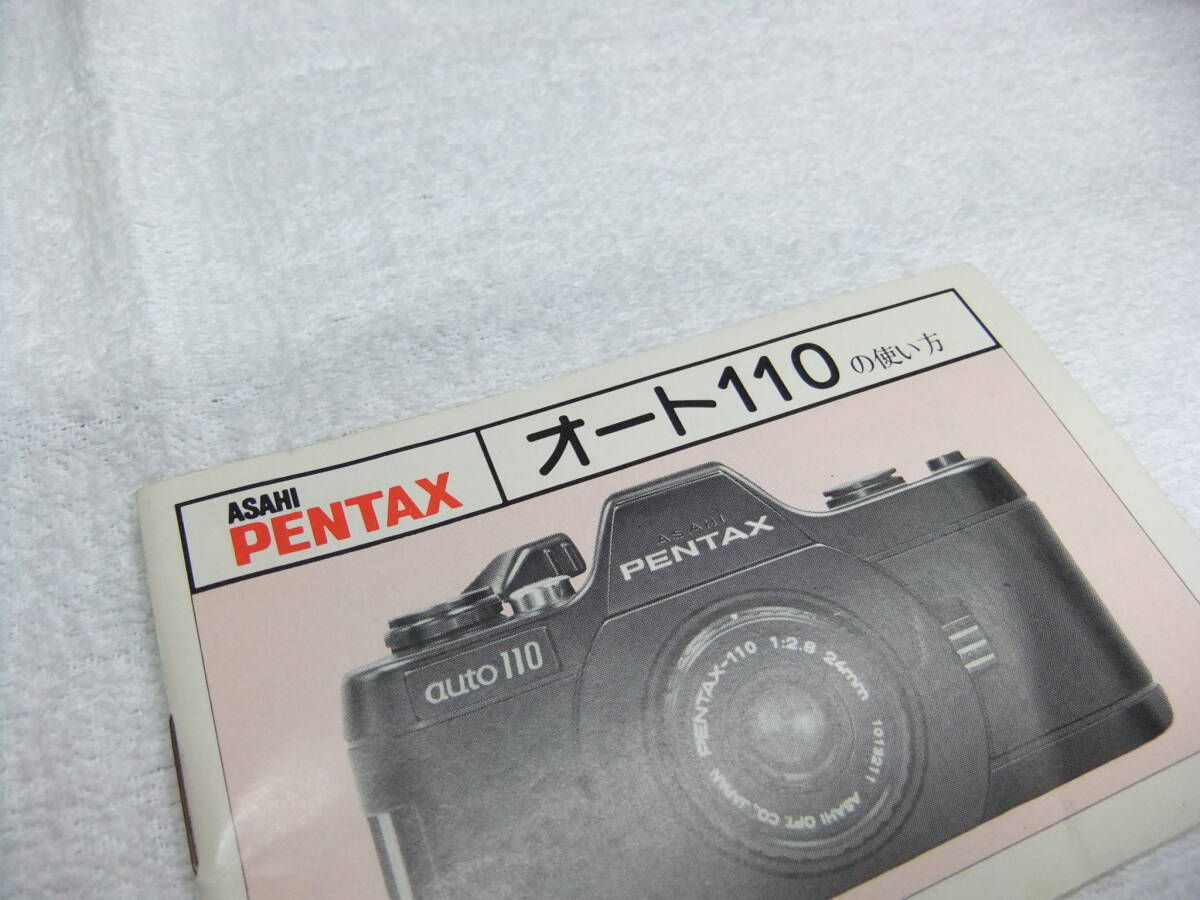 ASAHI
PENTAX
オート110の使い方
ASAHI
PENTAX
auto 110
PENTAX-110 1:2.8 24mm 1019211 ASAHI OPT. CO., JAPAN